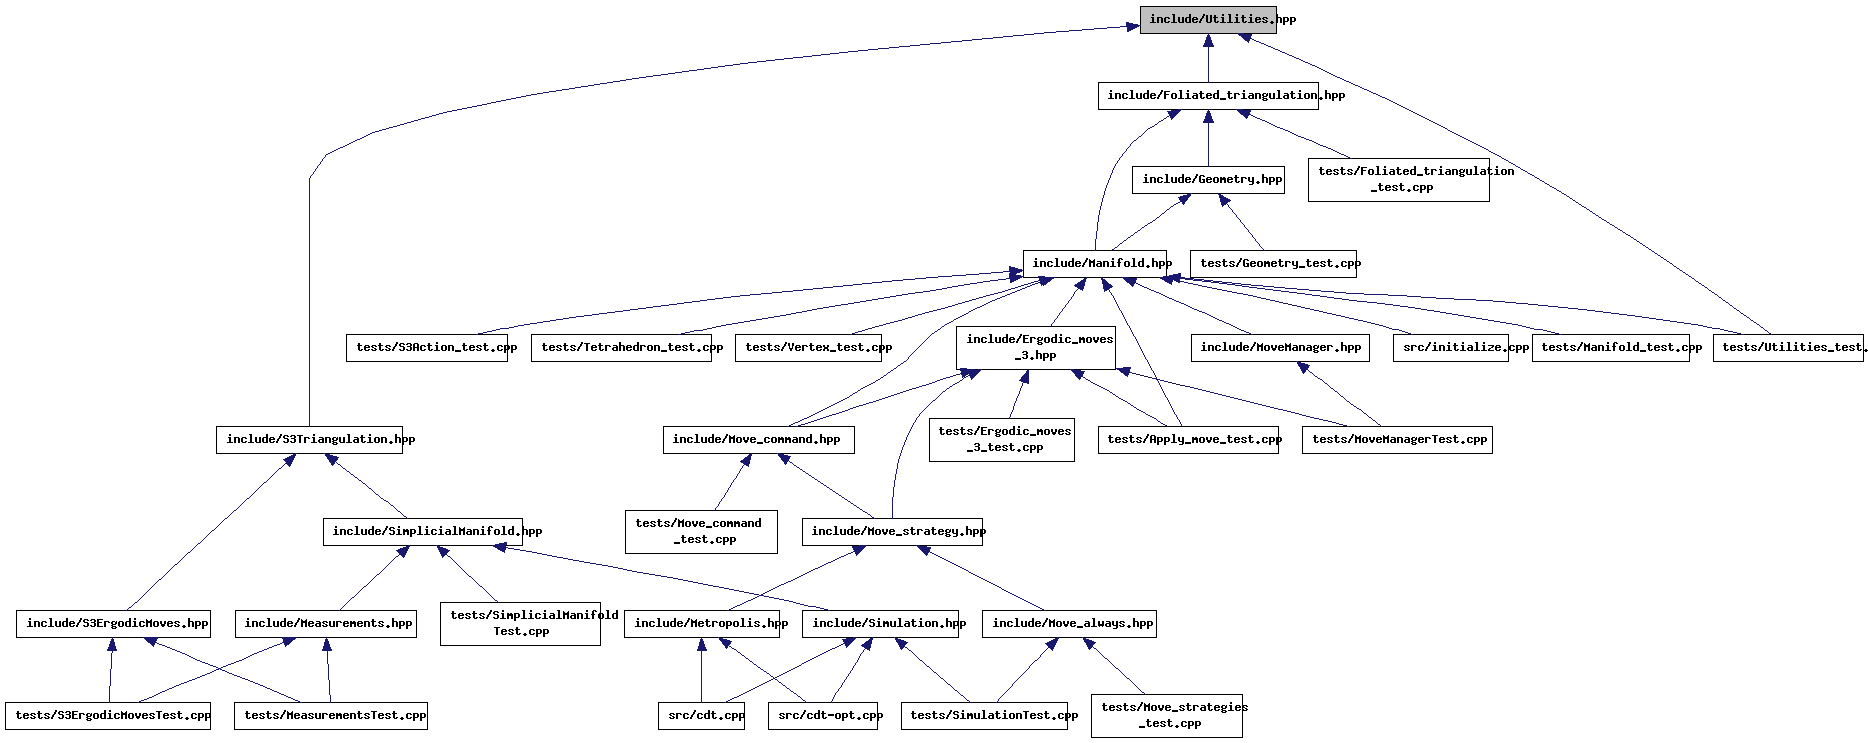 include/Utilities.hpp
include/Foliated_triangulation.hpp
include/Geometry.hpp
tests/Foliated_triangulation
_test.cpp
include/Manifold.hpp
tests/Geometry_test.cpp
tests/S3Action_test.cpp
tests/Tetrahedron_test.cpp
tests/Vertex_test.cpp
include/Ergodic_moves
_3.hpp
include/MoveManager.hpp
src/initialize.cpp
tests/Manifold_test.cpp
tests/Utilities_test.
include/S3Triangulation.hpp
include/Move_command.hpp
tests/Ergodic_moves
_3_test.cpp
tests/Apply_move_test.cpp
tests/MoveManagerTest.cpp
include/SimplicialManifold.hpp
tests/Move_command
_test.cpp
include/Move_strategy.hpp
include/S3ErgodicMoves.hpp
include/Measurements.hpp
tests/SimplicialManifold
Test.cpp
include/Metropolis.hpp
include/Simulation.hpp
include/Move_always.hpp
tests/S3ErgodicMovesTest.cpp
tests/MeasurementsTest.cpp
src/cdt.cpp
src/cdt-opt.cpp
tests/SimulationTest.cpp
tests/Move_strategies
_test.cpp